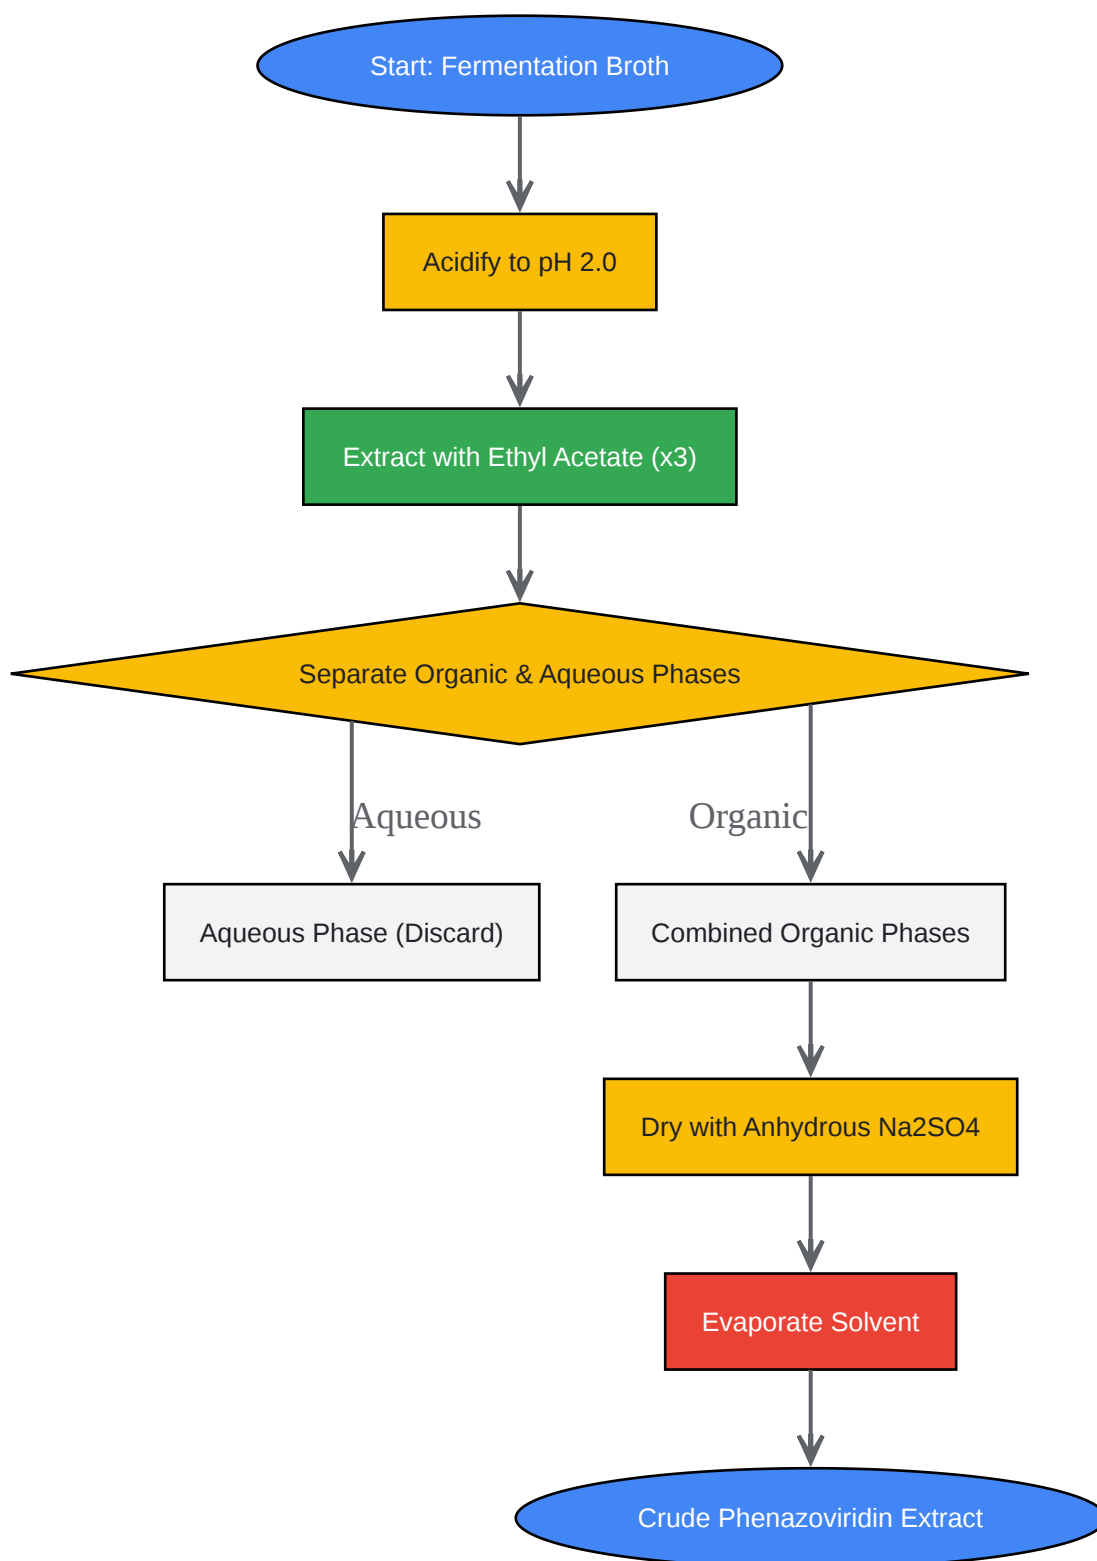 Start: Fermentation Broth
Acidify to pH 2.0
Extract with Ethyl Acetate (x3)
Separate Organic & Aqueous Phases
Aqueous
Organic
Aqueous Phase (Discard)
Combined Organic Phases
Dry with Anhydrous Na2SO4
Evaporate Solvent
Crude Phenazoviridin Extract